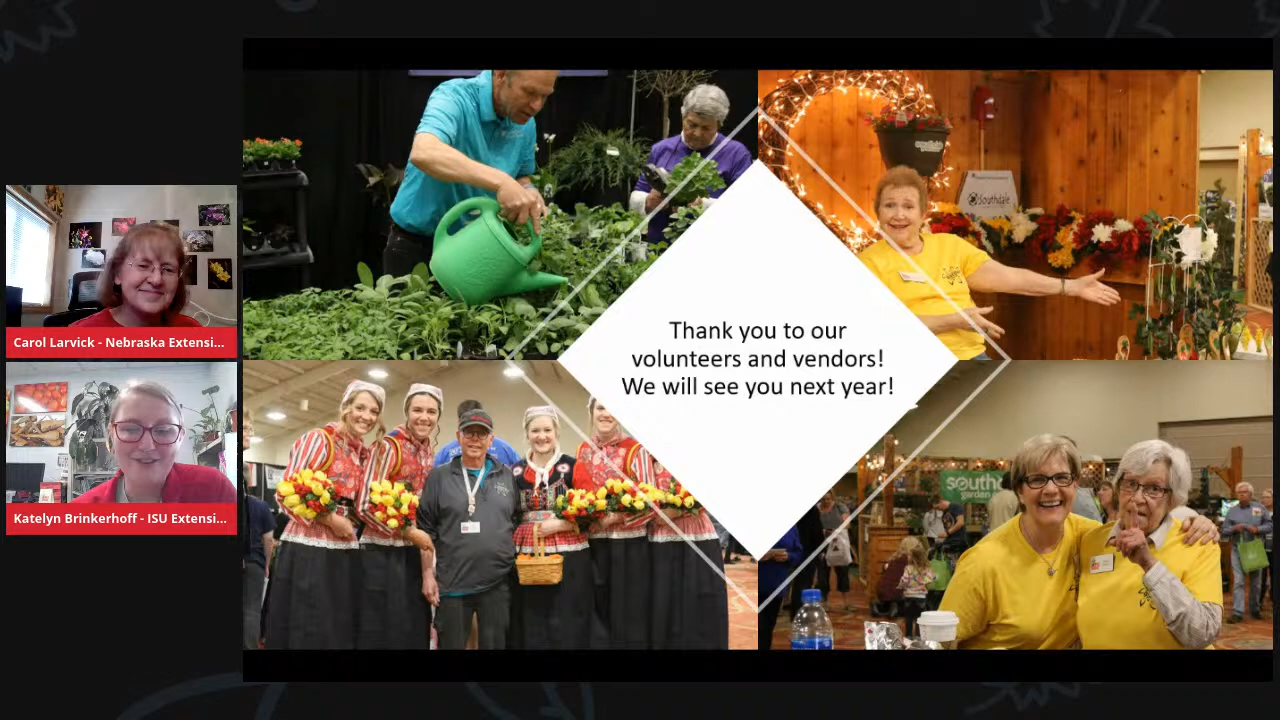 Carol Larvick - Nebraska Extensi...
Katelyn Brinkerhoff - ISU Extensi...
Southdale
Thank you to our
volunteers and vendors!
We will see you next year!
garden